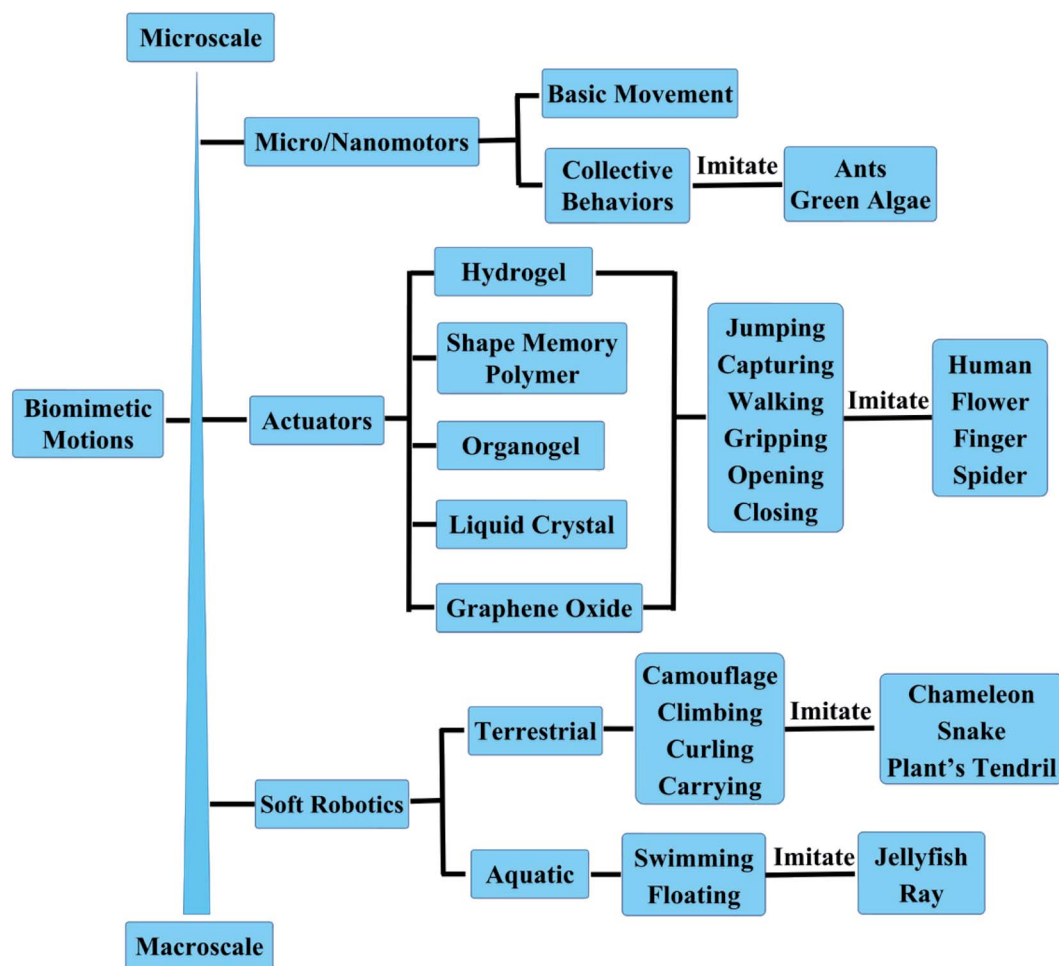 Microscale
Basic Movement
Micro/Nanomotors
Collective
Behaviors
Imitate
Ants
Green Algae
Hydrogel
Shape Memory
Polymer
Biomimetic
Motions
Actuators
Organogel
Liquid Crystal
Graphene Oxide
Jumping
Capturing
Walking
Gripping
Opening
Closing
Imitate
Human
Flower
Finger
Spider
Soft Robotics
Terrestrial
Camouflage
Climbing
Curling
Carrying
Imitate
Chameleon
Snake
Plant’s Tendril
Aquatic
Swimming
Floating
Imitate
Jellyfish
Ray
Macroscale